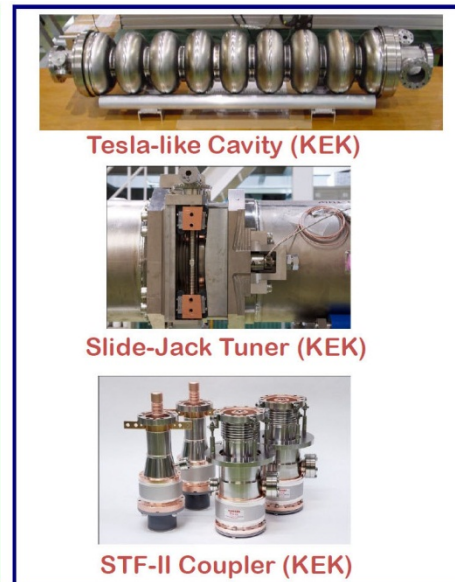 Tesla-like Cavity (KEK)
Slide-Jack Tuner (KEK)
STF-II Coupler (KEK)